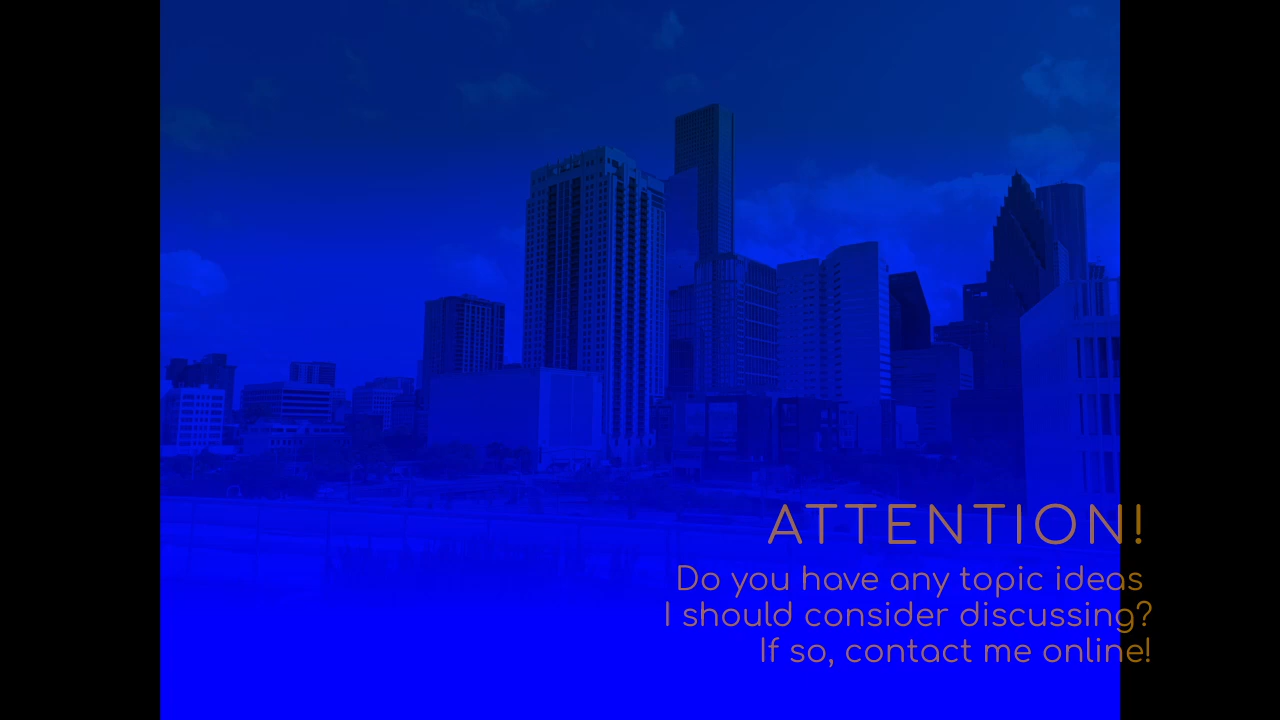 ATTENTION!
Do you have any topic ideas
I should consider discussing?
If so, contact me online!